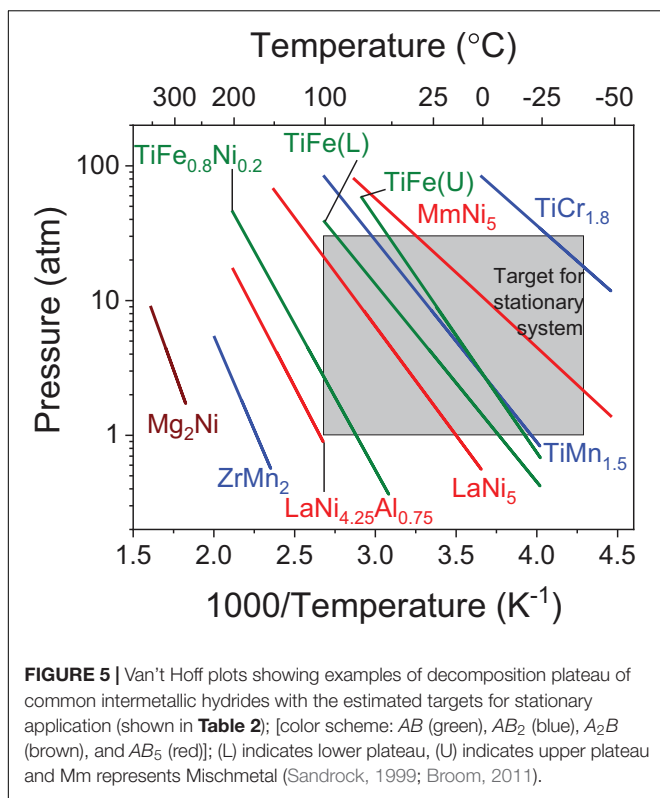 Temperature (°C)
300 200 100 25 0 -25 -50
TiFe(L)
TiFe0.8Ni0.2
TiFe(U)
100
MmNi5
TiCr1.8
Pressure (atm)
Target for
stationary
system
10
Mg2Ni
1
ZrMn2
TiMn1.5
LaNi5
LaNi4.25Al0.75
1.5 2.0 2.5 3.0 3.5 4.0 4.5
1000/Temperature (K-1)
FIGURE 5 | Van't Hoff plots showing examples of decomposition plateau of
common intermetallic hydrides with the estimated targets for stationary
application (shown in Table 2); [color scheme: AB (green), AB2 (blue), A2B
(brown), and AB5 (red)]; (L) indicates lower plateau, (U) indicates upper plateau
and Mm represents Mischmetal (Sandrock, 1999; Broom, 2011).